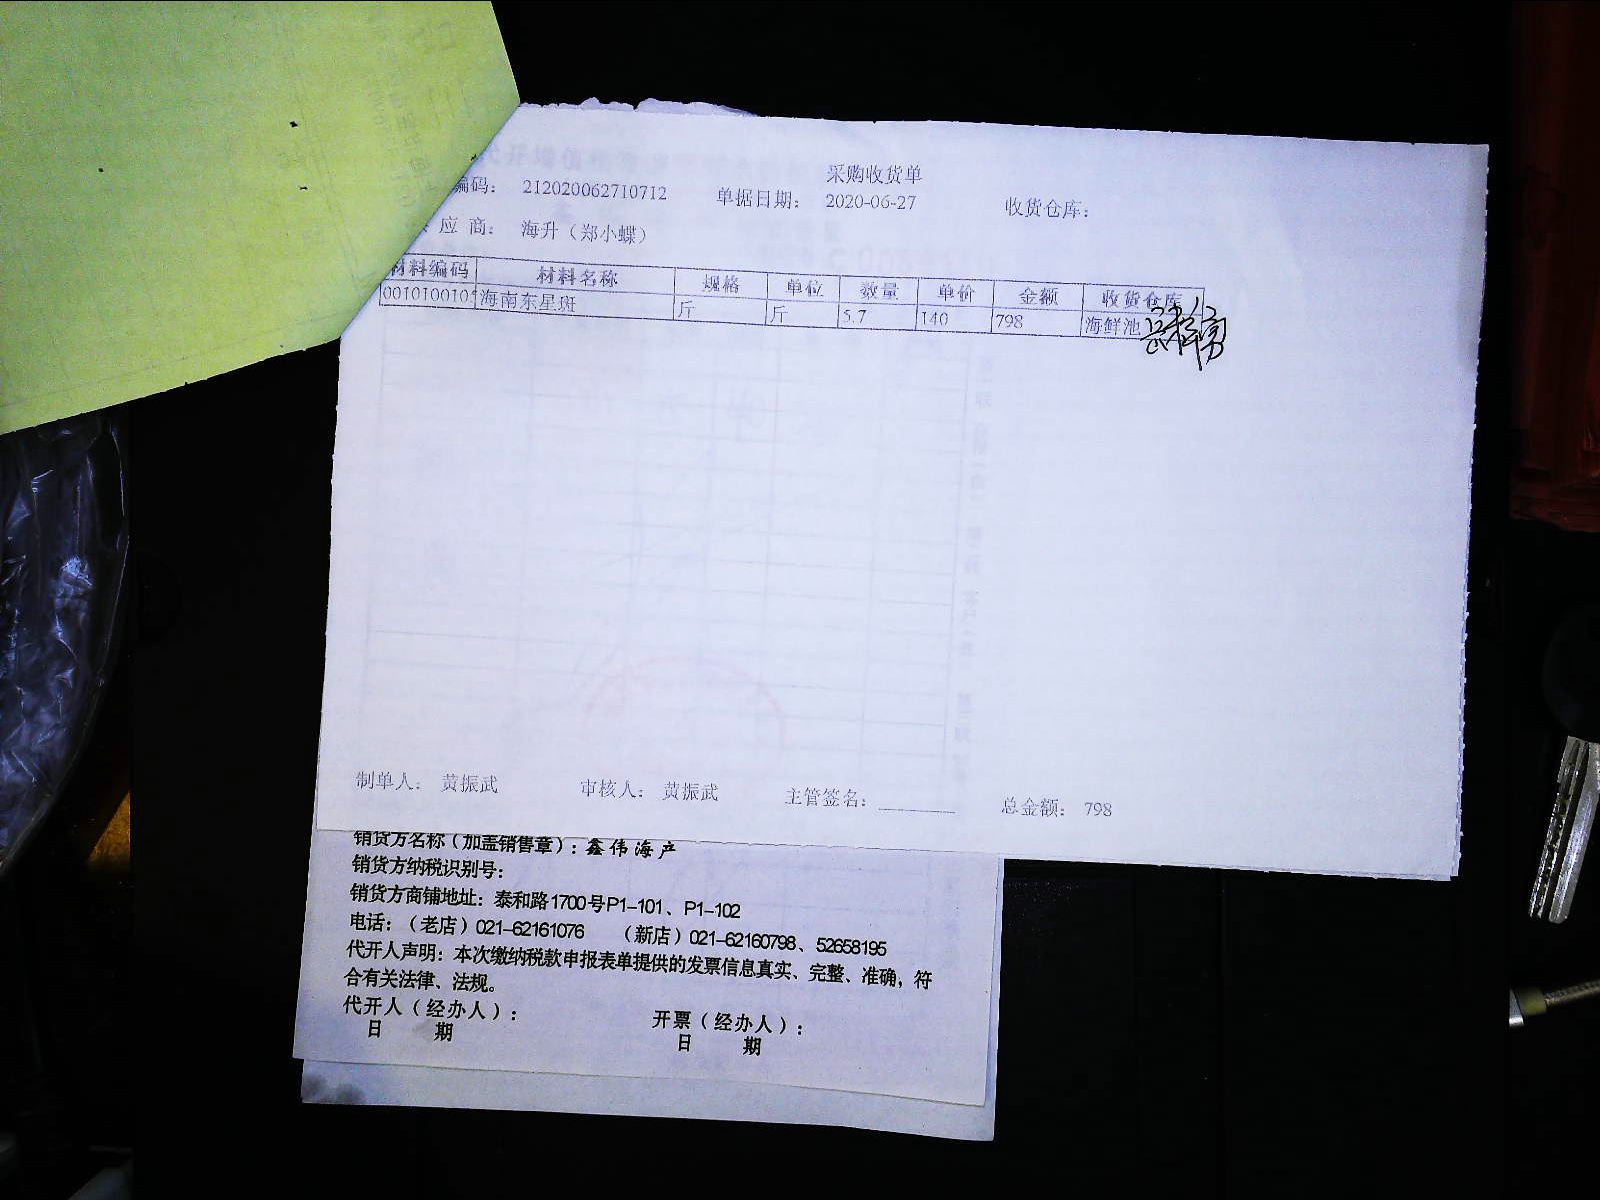 采购收货单
编码： 212020062710712 单据日期： 2020-06-27 收货仓库：
应 商： 海升（郑小蝶）
材料编码 材料名称 规格 单位 数量 单价 金额 收货仓库
001010010 海南东星斑 斤 斤 5.7 140 798 海鲜池
制单人： 黄振武 审核人： 黄振武 主管签名： 总金额： 798
销货方名称（加盖销售章）：鑫伟海产
销货方纳税识别号：
销货方商铺地址：泰和路1700号P1-101、P1-102
电话：（老店）021-62161076 （新店）021-62160798、52658195
代开人声明：本次缴纳税款申报表单提供的发票信息真实、完整、准确，符
合有关法律、法规。
代开人（经办人）： 开票（经办人）：
日 期 日 期